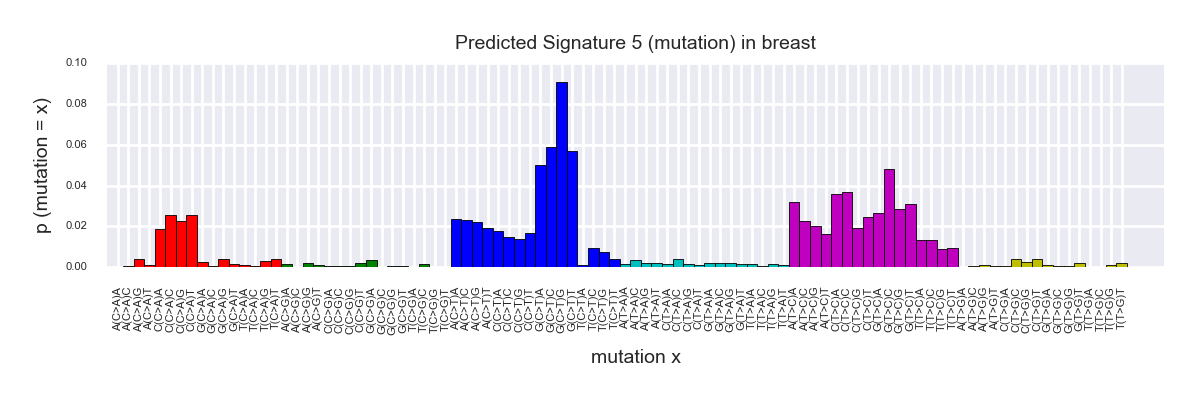 Predicted Signature 5 (mutation) in breast
0.10
0.08
0.06
0.04
0.02
0.00
p (mutation = x)
A(C>A)A
A(C>A)C
A(C>A)G
A(C>A)T
C(C>A)A
C(C>A)C
C(C>A)G
C(C>A)T
G(C>A)A
G(C>A)C
G(C>A)G
G(C>A)T
T(C>A)A
T(C>A)C
T(C>A)G
T(C>A)T
A(C>G)A
A(C>G)C
A(C>G)G
A(C>G)T
C(C>G)A
C(C>G)C
C(C>G)G
C(C>G)T
G(C>G)A
G(C>G)C
G(C>G)G
G(C>G)T
T(C>G)A
T(C>G)C
T(C>G)G
T(C>G)T
A(C>T)A
A(C>T)C
A(C>T)G
A(C>T)T
C(C>T)A
C(C>T)C
C(C>T)G
C(C>T)T
G(C>T)A
G(C>T)C
G(C>T)G
G(C>T)T
T(C>T)A
T(C>T)C
T(C>T)G
T(C>T)T
A(T>A)A
A(T>A)C
A(T>A)G
A(T>A)T
C(T>A)A
C(T>A)C
C(T>A)G
C(T>A)T
G(T>A)A
G(T>A)C
G(T>A)G
G(T>A)T
T(T>A)A
T(T>A)C
T(T>A)G
T(T>A)T
A(T>C)A
A(T>C)C
A(T>C)G
A(T>C)T
C(T>C)A
C(T>C)C
C(T>C)G
C(T>C)T
G(T>C)A
G(T>C)C
G(T>C)G
G(T>C)T
T(T>C)A
T(T>C)C
T(T>C)G
T(T>C)T
A(T>G)A
A(T>G)C
A(T>G)G
A(T>G)T
C(T>G)A
C(T>G)C
C(T>G)G
C(T>G)T
G(T>G)A
G(T>G)C
G(T>G)G
G(T>G)T
T(T>G)A
T(T>G)C
T(T>G)G
T(T>G)T
mutation x